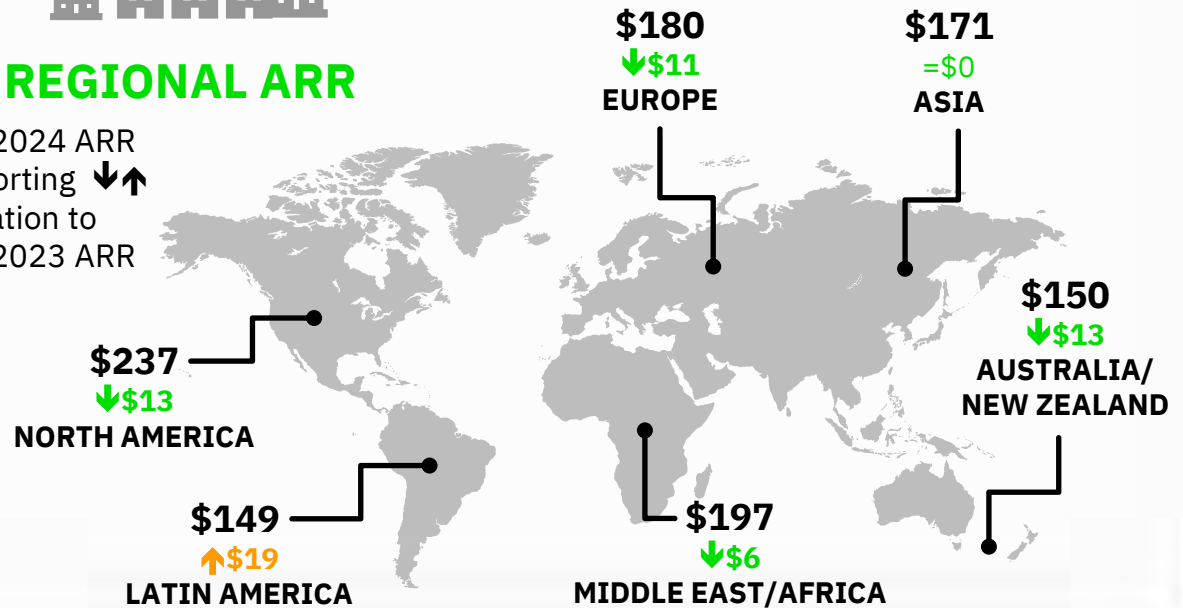 REGIONAL ARR
2024 ARR
orting ↓↑
ation to
2023 ARR
$180
↓$11
EUROPE
$171
=$0
ASIA
$150
↓$13
AUSTRALIA/
NEW ZEALAND
$237
↓$13
NORTH AMERICA
$149
↑$19
LATIN AMERICA
$197
↓$6
MIDDLE EAST/AFRICA